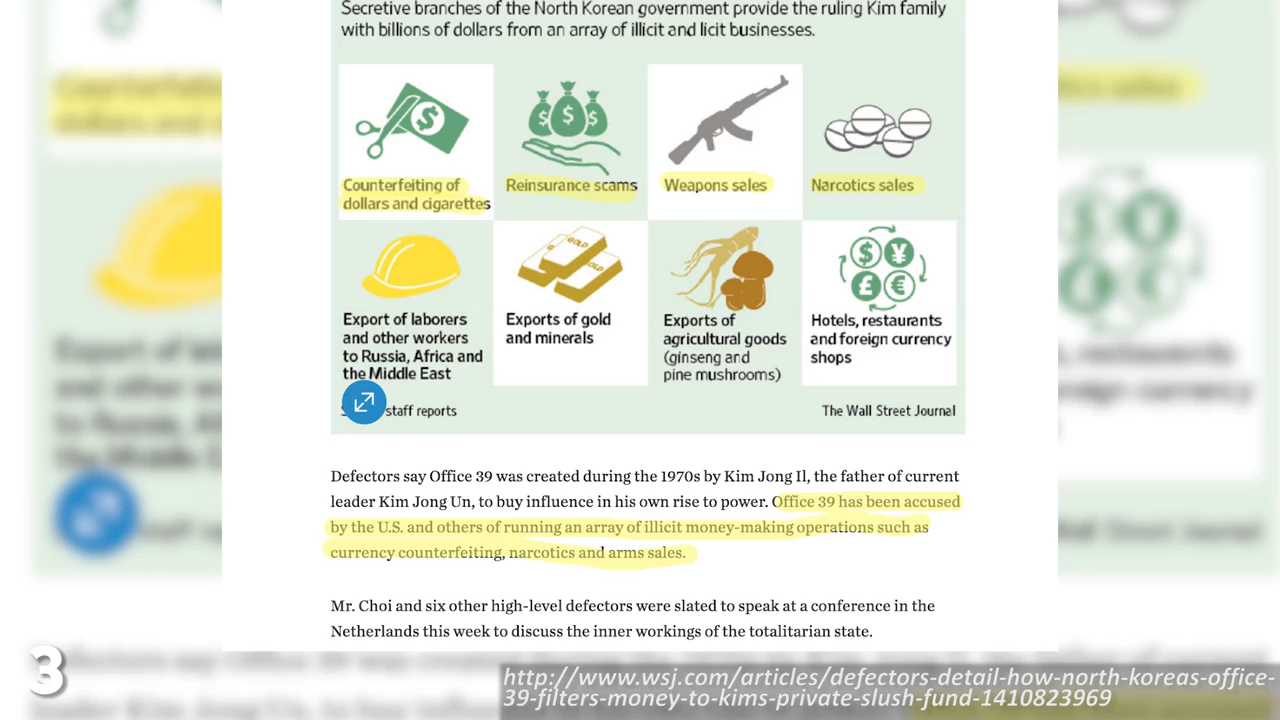 Secretive branches of the North Korean government provide the ruling Kim family
with billions of dollars from an array of illicit and licit businesses.
Counterfeiting of
dollars and cigarettes
Reinsurance scams
Weapons sales
Narcotics sales
GOLD
GOLD
Export of laborers
and other workers
to Russia, Africa and
the Middle East
Exports of gold
and minerals
Exports of
agricultural goods
(ginseng and
pine mushrooms)
Hotels, restaurants
and foreign currency
shops
staff reports
The Wall Street Journal
Defectors say Office 39 was created during the 1970s by Kim Jong Il, the father of current
leader Kim Jong Un, to buy influence in his own rise to power. Office 39 has been accused
by the U.S. and others of running an array of illicit money-making operations such as
currency counterfeiting, narcotics and arms sales.
Mr. Choi and six other high-level defectors were slated to speak at a conference in the
Netherlands this week to discuss the inner workings of the totalitarian state.
3
http://www.wsj.com/articles/defectors-detail-how-north-koreas-office-
39-filters-money-to-kims-private-slush-fund-1410823969